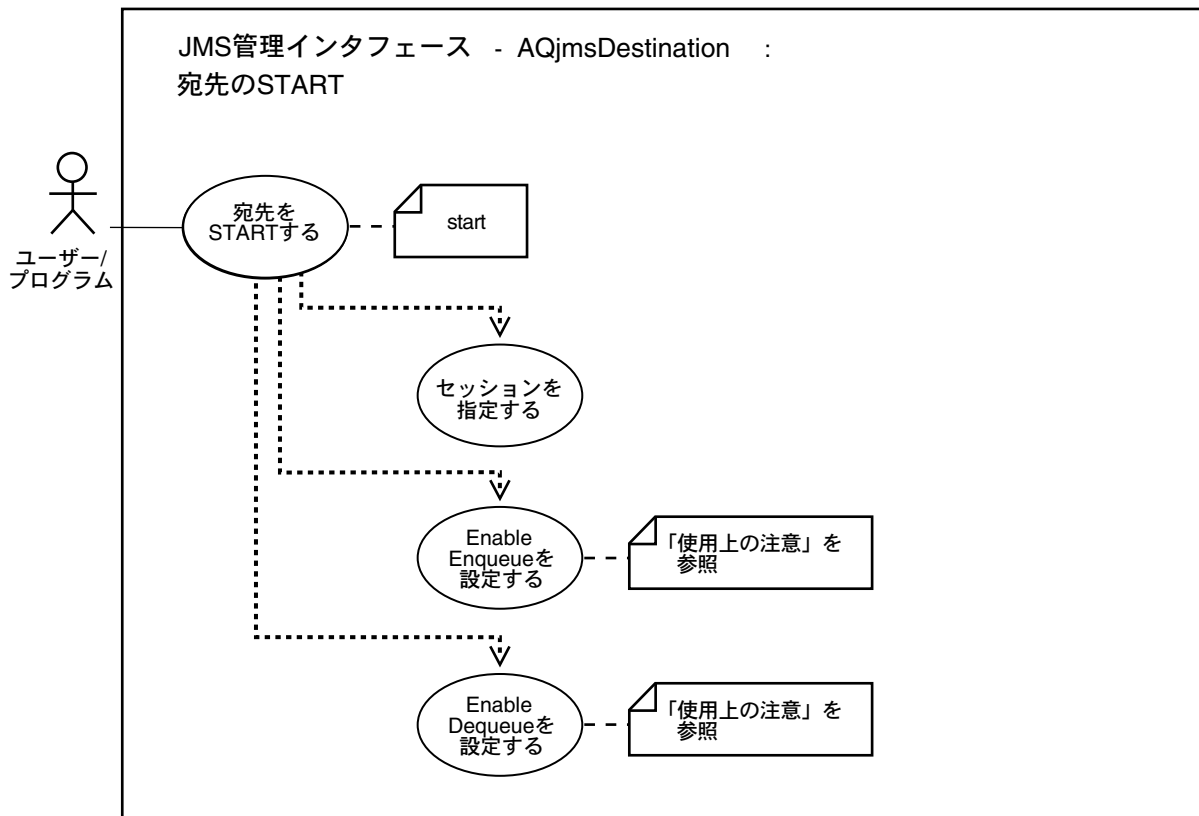 JMS管理インタフェース - AQjmsDestination :
宛先のSTART
宛先を
STARTする
start
ユーザー/
プログラム
セッションを
指定する
Enable
Enqueueを
設定する
「使用上の注意」を
参照
Enable
Dequeueを
設定する
「使用上の注意」を
参照